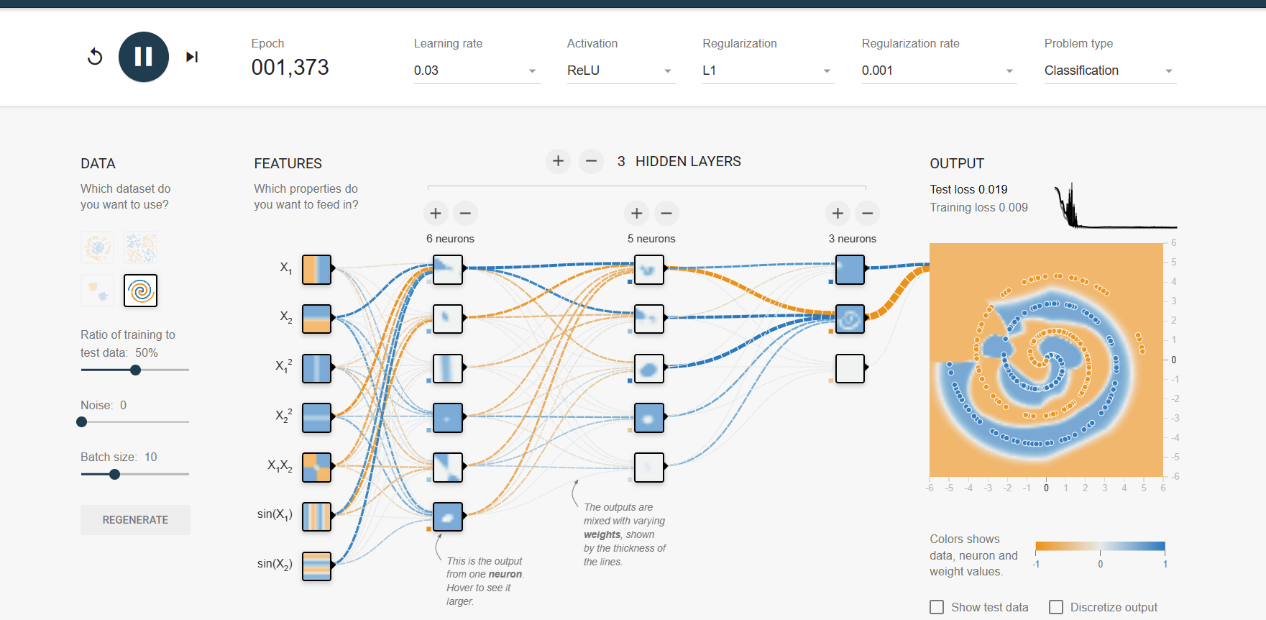 Epoch
001,373
Learning rate
0.03
Activation
ReLU
Regularization
L1
Regularization rate
0.001
Problem type
Classification
DATA
Which dataset do
you want to use?
Ratio of training to
test data: 50%
Noise: 0
Batch size: 10
REGENERATE
FEATURES
Which properties do
you want to feed in?
X₁
X₂
X₁²
X₂²
X₁X₂
sin(X₁)
sin(X₂)
+ − 3 HIDDEN LAYERS
+ −
6 neurons
+ −
5 neurons
+ −
3 neurons
This is the output
from one neuron.
Hover to see it
larger.
The outputs are
mixed with varying
weights, shown
by the thickness of
the lines.
OUTPUT
Test loss 0.019
Training loss 0.009
6
5
4
3
2
1
0
-1
-2
-3
-4
-5
-6
-6 -5 -4 -3 -2 -1 0 1 2 3 4 5 6
Colors shows
data, neuron and
weight values.
-1 0 1
Show test data
Discretize output